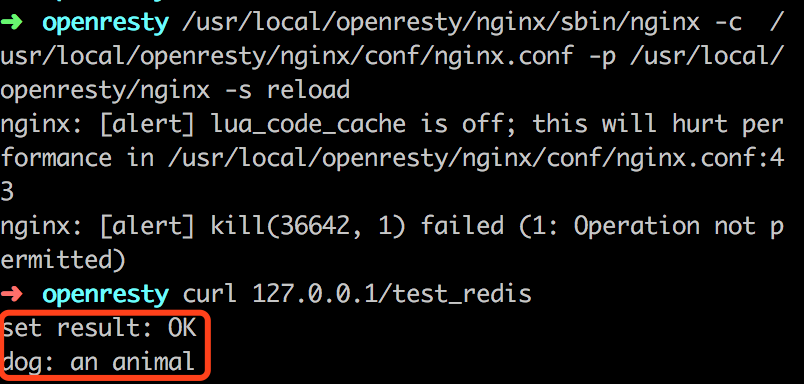 ➜ openresty /usr/local/openresty/nginx/sbin/nginx -c /
usr/local/openresty/nginx/conf/nginx.conf -p /usr/local/
openresty/nginx -s reload
nginx: [alert] lua_code_cache is off; this will hurt per
formance in /usr/local/openresty/nginx/conf/nginx.conf:4
3
nginx: [alert] kill(36642, 1) failed (1: Operation not p
ermitted)
➜ openresty curl 127.0.0.1/test_redis
set result: OK
dog: an animal